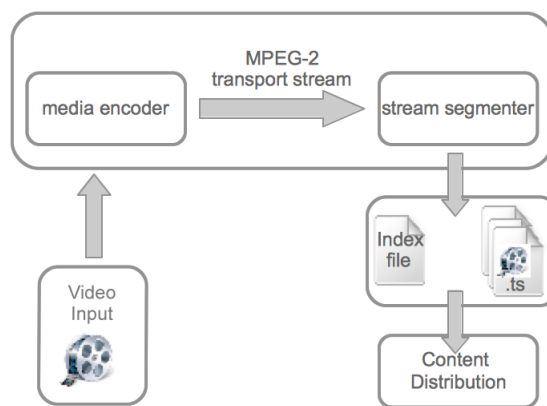 MPEG-2
transport stream
media encoder
stream segmenter
Index
file
.ts
Video
Input
Content
Distribution